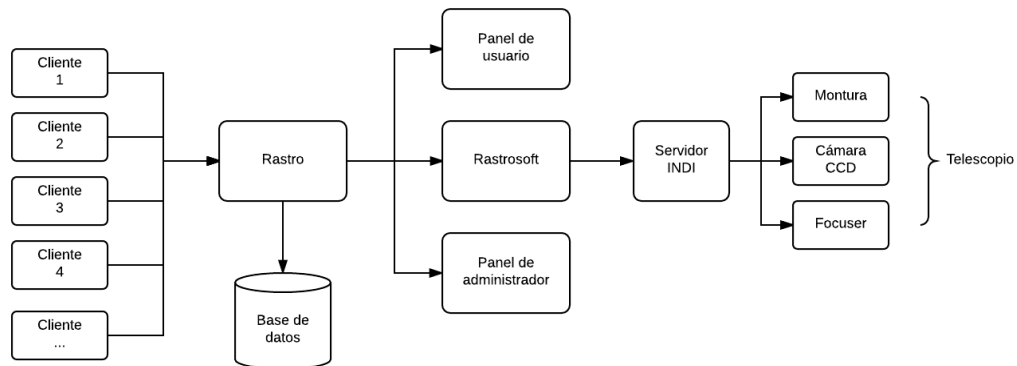 Cliente
1
Cliente
2
Cliente
3
Cliente
4
Cliente
...
Rastro
Base de
datos
Panel de
usuario
Rastrosoft
Panel de
administrador
Servidor
INDI
Montura
Cámara
CCD
Focuser
Telescopio